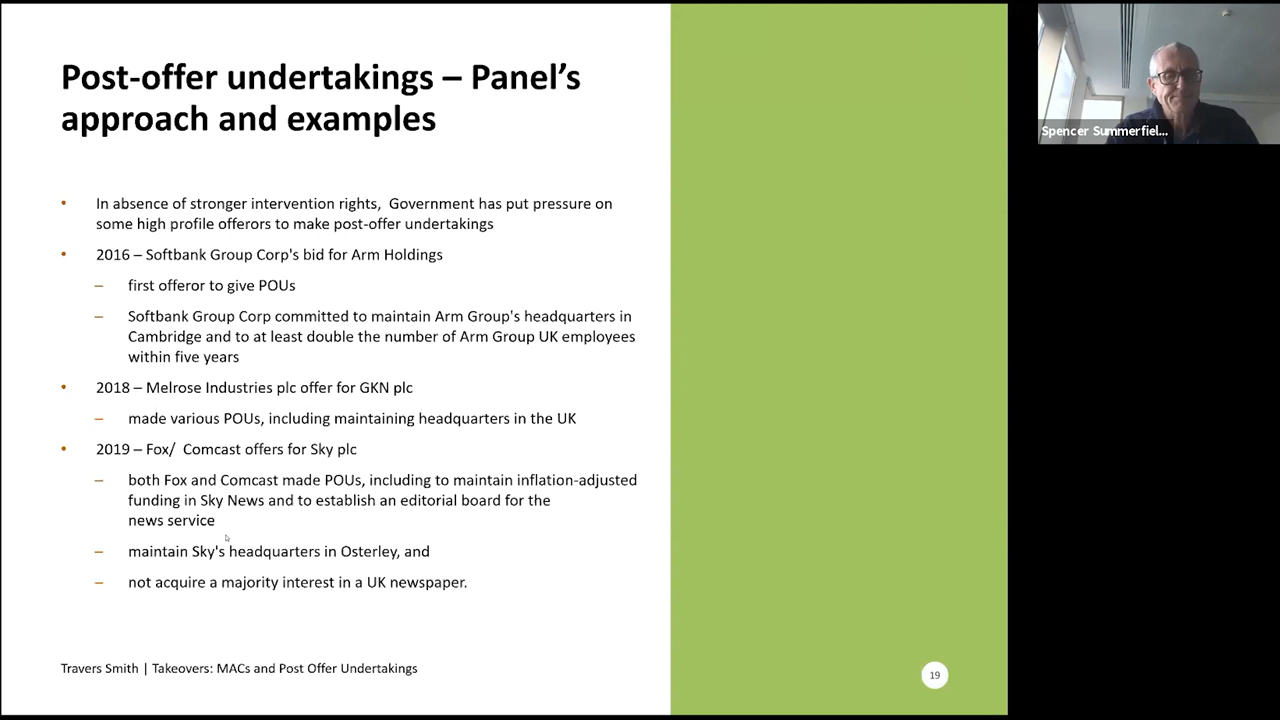 Post-offer undertakings – Panel's
approach and examples
• In absence of stronger intervention rights,  Government has put pressure on
some high profile offerors to make post-offer undertakings
• 2016 – Softbank Group Corp's bid for Arm Holdings
– first offeror to give POUs
– Softbank Group Corp committed to maintain Arm Group's headquarters in
Cambridge and to at least double the number of Arm Group UK employees
within five years
• 2018 – Melrose Industries plc offer for GKN plc
– made various POUs, including maintaining headquarters in the UK
• 2019 – Fox/  Comcast offers for Sky plc
– both Fox and Comcast made POUs, including to maintain inflation-adjusted
funding in Sky News and to establish an editorial board for the
news service
– maintain Sky's headquarters in Osterley, and
– not acquire a majority interest in a UK newspaper.
Travers Smith | Takeovers: MACs and Post Offer Undertakings
19
Spencer Summerfiel...